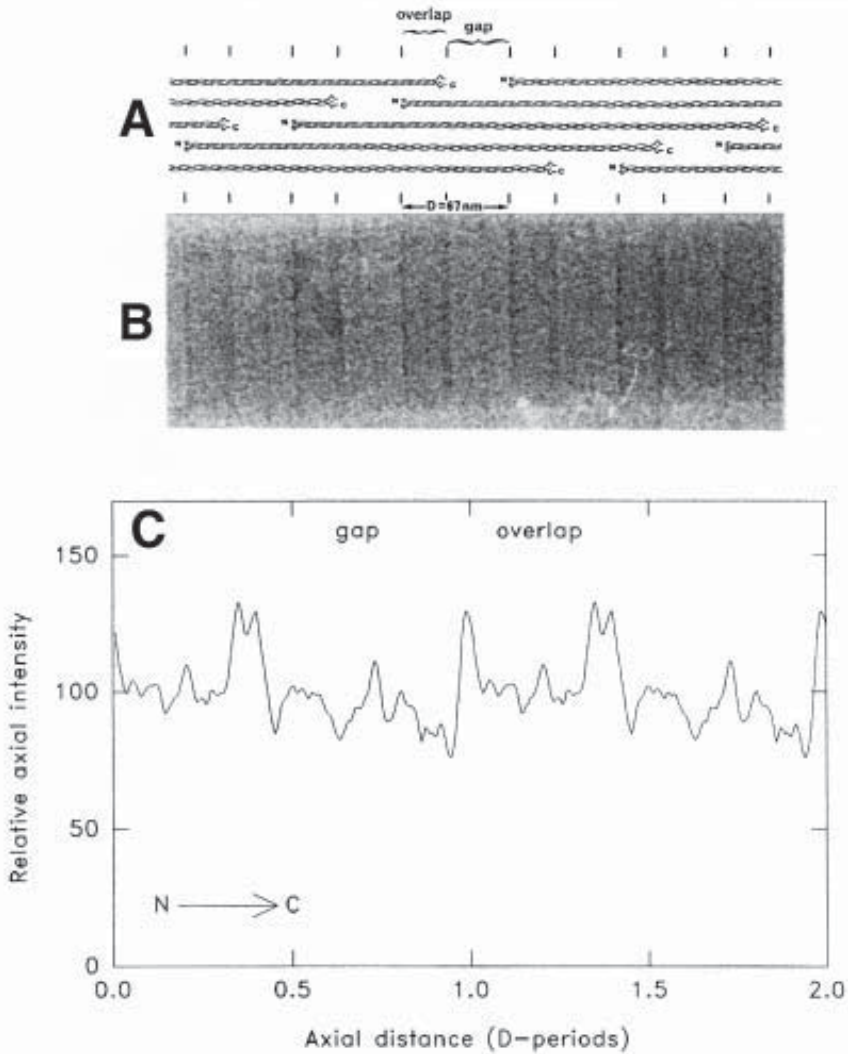 overlap
gap
N
C
N
C
N
C
N
C
N
C
N
C
N
A
D=67nm
B
C
gap
overlap
150
100
50
0
Relative axial intensity
N C
0.0 0.5 1.0 1.5 2.0
Axial distance (D-periods)